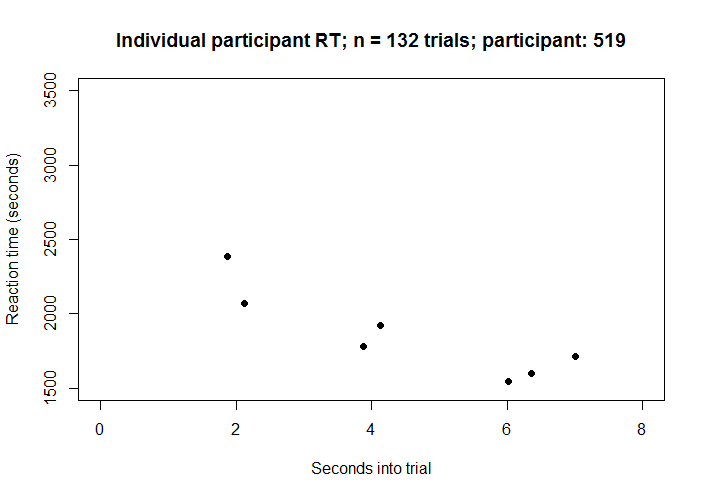 Individual participant RT; n = 132 trials; participant: 519
Reaction time (seconds)
3500
3000
2500
2000
1500
0 2 4 6 8
Seconds into trial